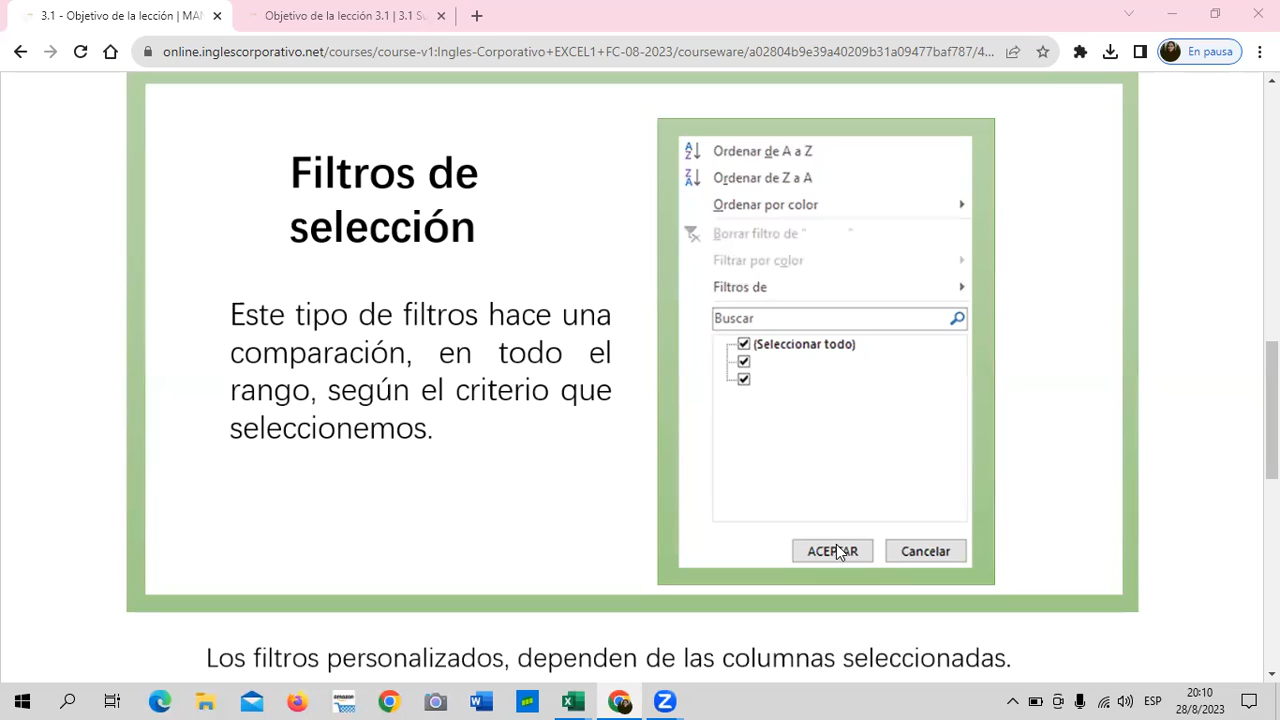 3.1 - Objetivo de la lección | MAN
Objetivo de la lección 3.1 | 3.1 Su
online.inglescorporativo.net/courses/course-v1:Ingles-Corporativo+EXCEL1+FC-08-2023/courseware/a02804b9e39a40209b31a09477baf787/4...
En pausa
Filtros de
selección
Este tipo de filtros hace una
comparación, en todo el
rango, según el criterio que
seleccionemos.
Ordenar de A a Z
Ordenar de Z a A
Ordenar por color
Borrar filtro de " "
Filtrar por color
Filtros de
Buscar
(Seleccionar todo)
ACEPTAR Cancelar
Los filtros personalizados, dependen de las columnas seleccionadas.
ESP
20:10
28/8/2023